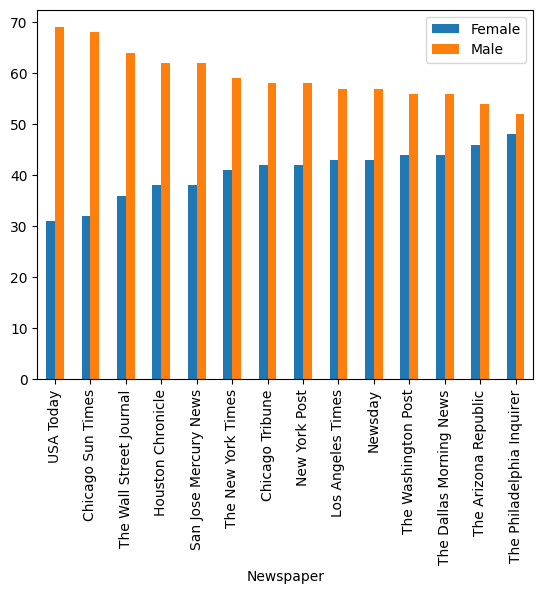 70
60
50
40
30
20
10
0
Female
Male
USA Today
Chicago Sun Times
The Wall Street Journal
Houston Chronicle
San Jose Mercury News
The New York Times
Chicago Tribune
New York Post
Los Angeles Times
Newsday
The Washington Post
The Dallas Morning News
The Arizona Republic
The Philadelphia Inquirer
Newspaper